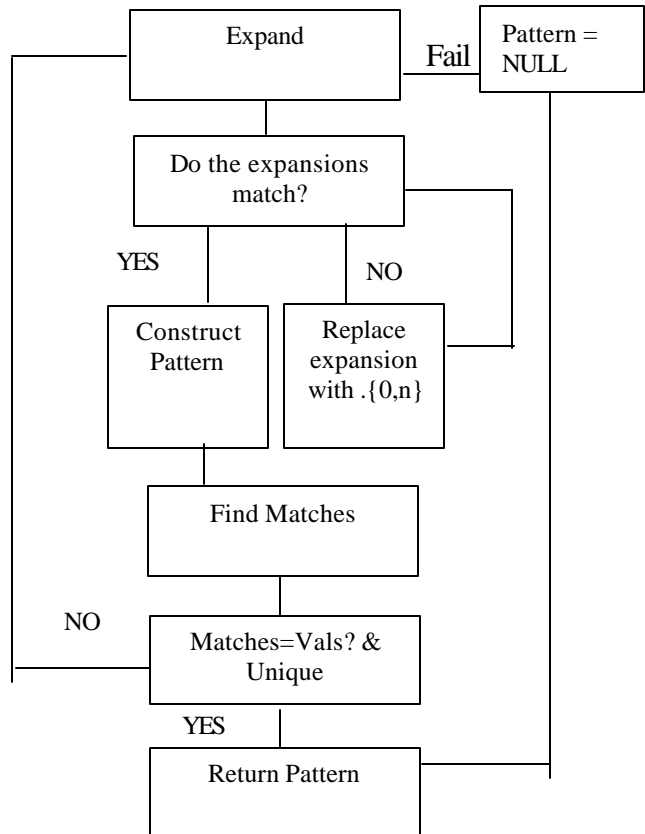 Expand
Fail
Pattern =
NULL
Do the expansions
match?
YES
NO
Construct
Pattern
Replace
expansion
with .{0,n}
Find Matches
NO
Matches=Vals? &
Unique
YES
Return Pattern